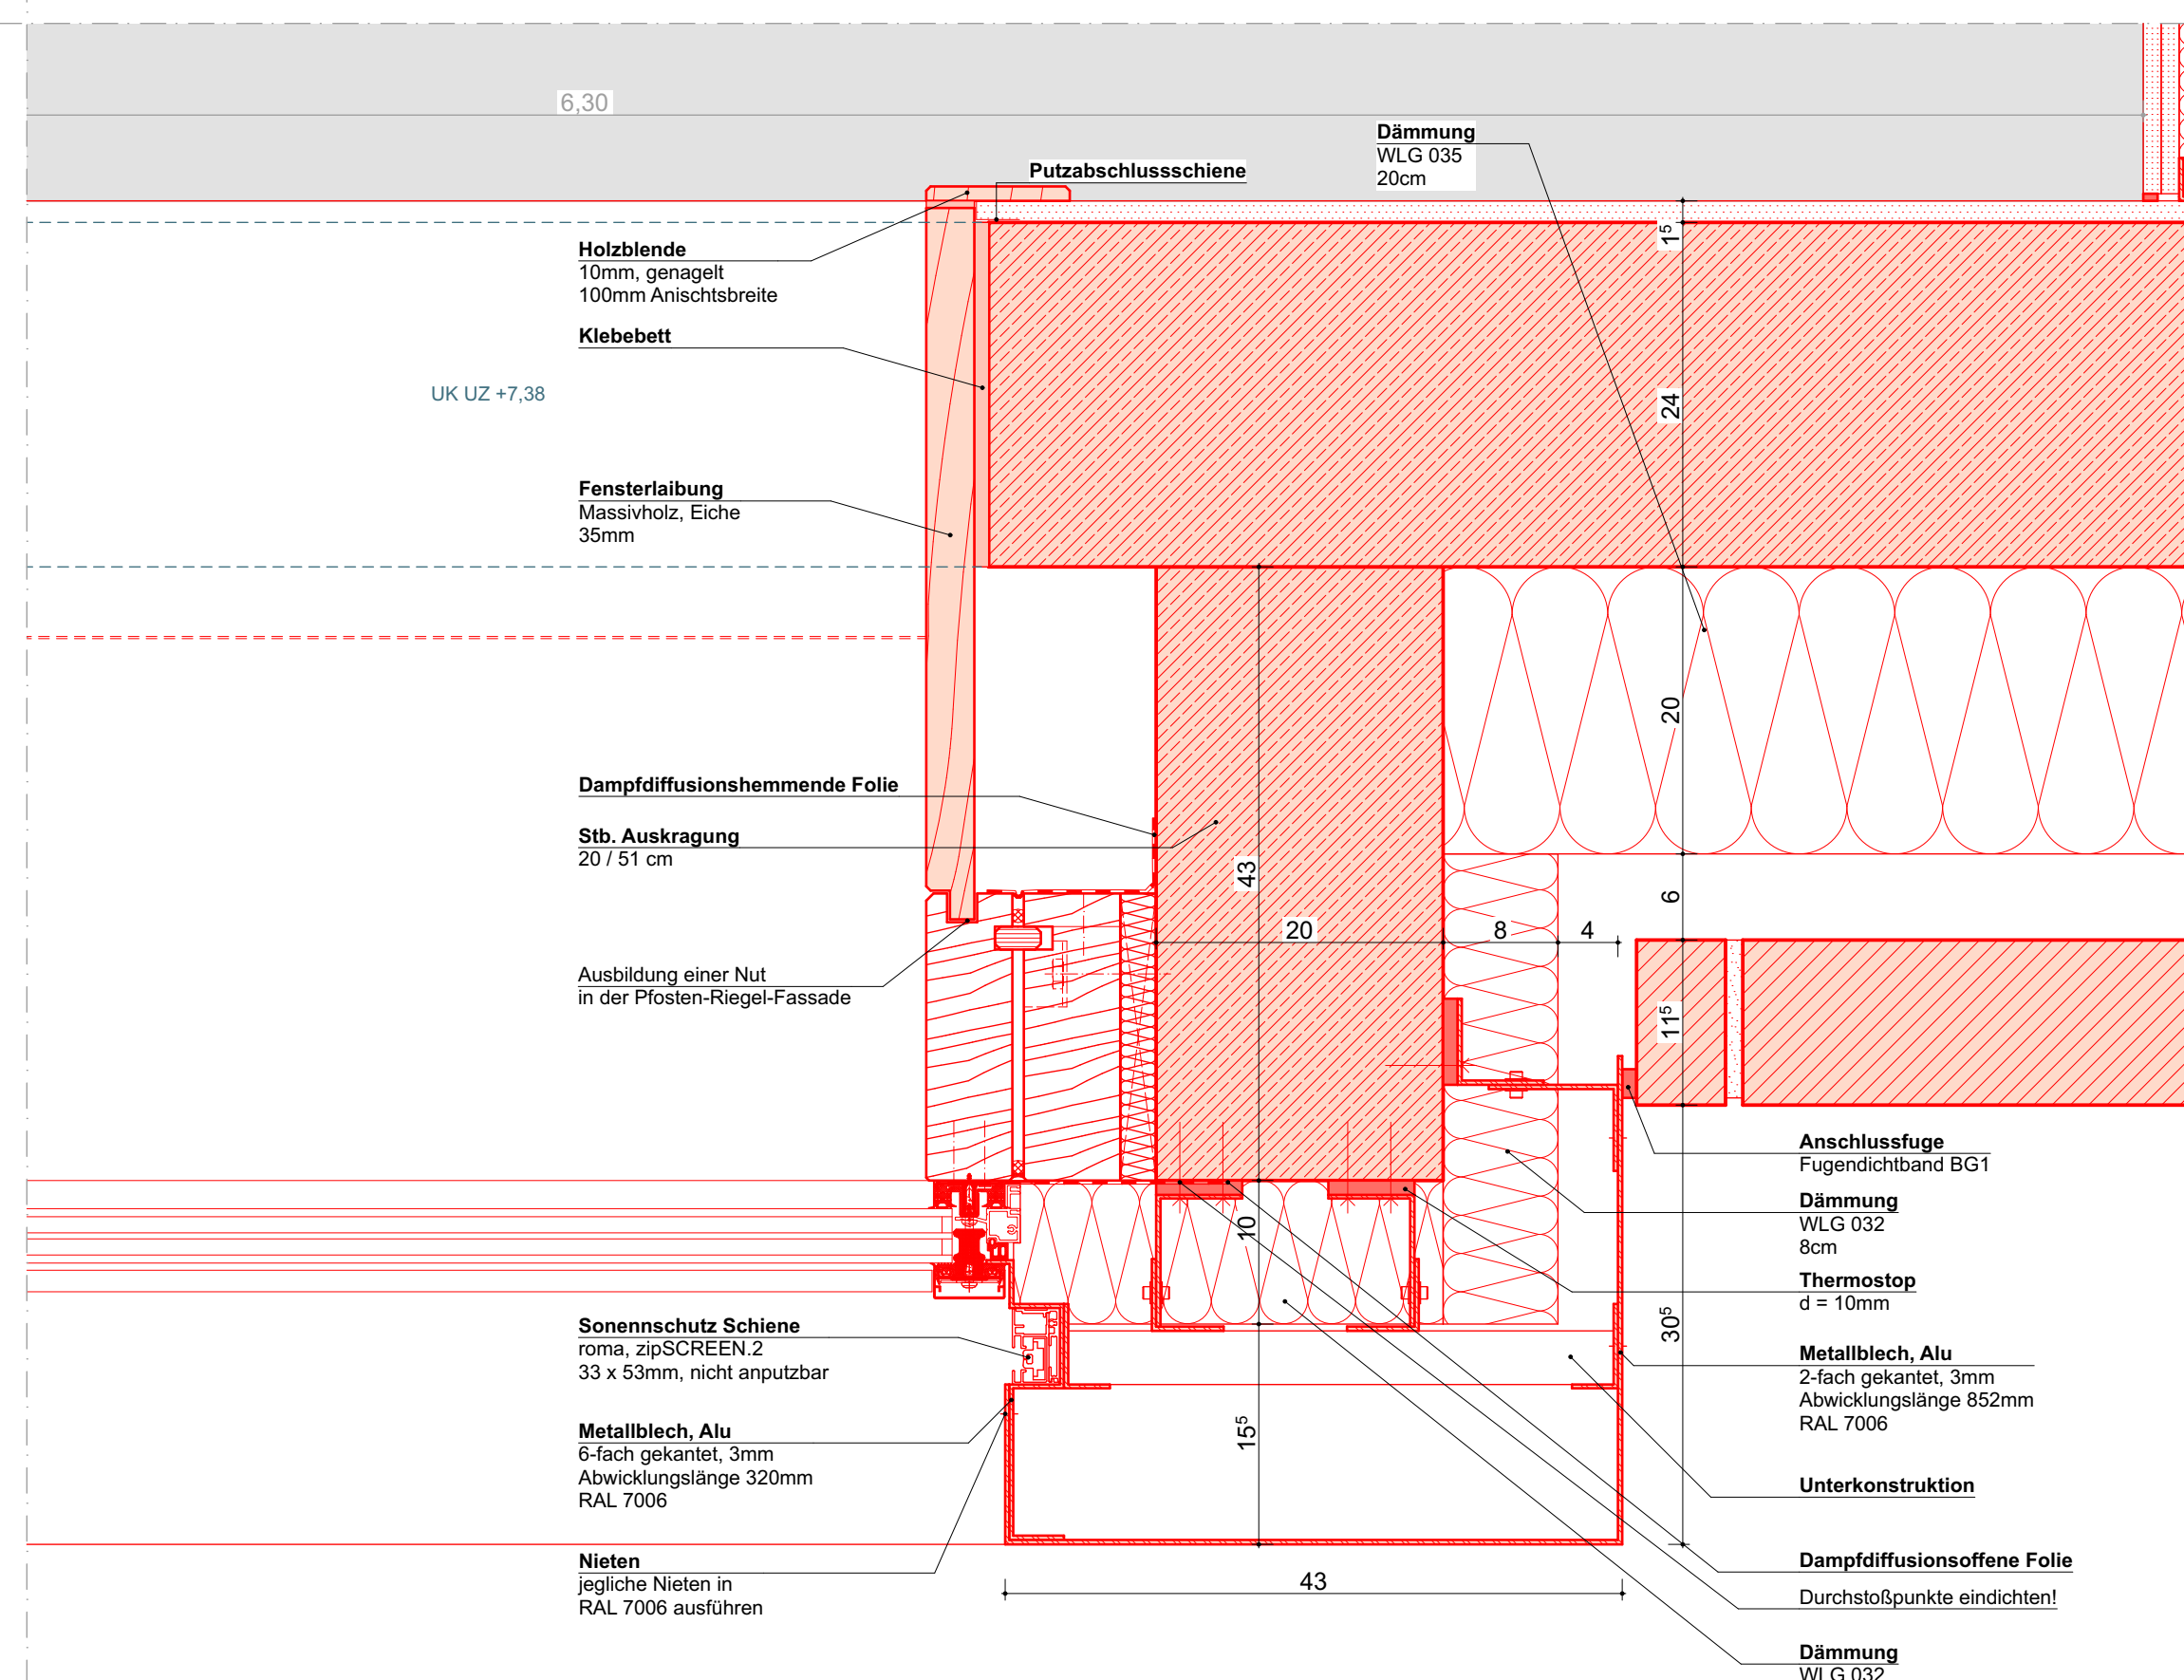 6,30
Dämmung
WLG 035
20cm
Putzabschlussschiene
1⁵
Holzblende
10mm, genagelt
100mm Anischtsbreite
Klebebett
UK UZ +7,38
24
Fensterlaibung
Massivholz, Eiche
35mm
20
Dampfdiffusionshemmende Folie
Stb. Auskragung
20 / 51 cm
43
6
20
8
4
Ausbildung einer Nut
in der Pfosten-Riegel-Fassade
11⁵
Anschlussfuge
Fugendichtband BG1
Dämmung
WLG 032
8cm
10
Thermostop
d = 10mm
Sonennschutz Schiene
roma, zipSCREEN.2
33 x 53mm, nicht anputzbar
30⁵
Metallblech, Alu
2-fach gekantet, 3mm
Abwicklungslänge 852mm
RAL 7006
Metallblech, Alu
6-fach gekantet, 3mm
Abwicklungslänge 320mm
RAL 7006
15⁵
Unterkonstruktion
Nieten
jegliche Nieten in
RAL 7006 ausführen
43
Dampfdiffusionsoffene Folie
Durchstoßpunkte eindichten!
Dämmung
WLG 032